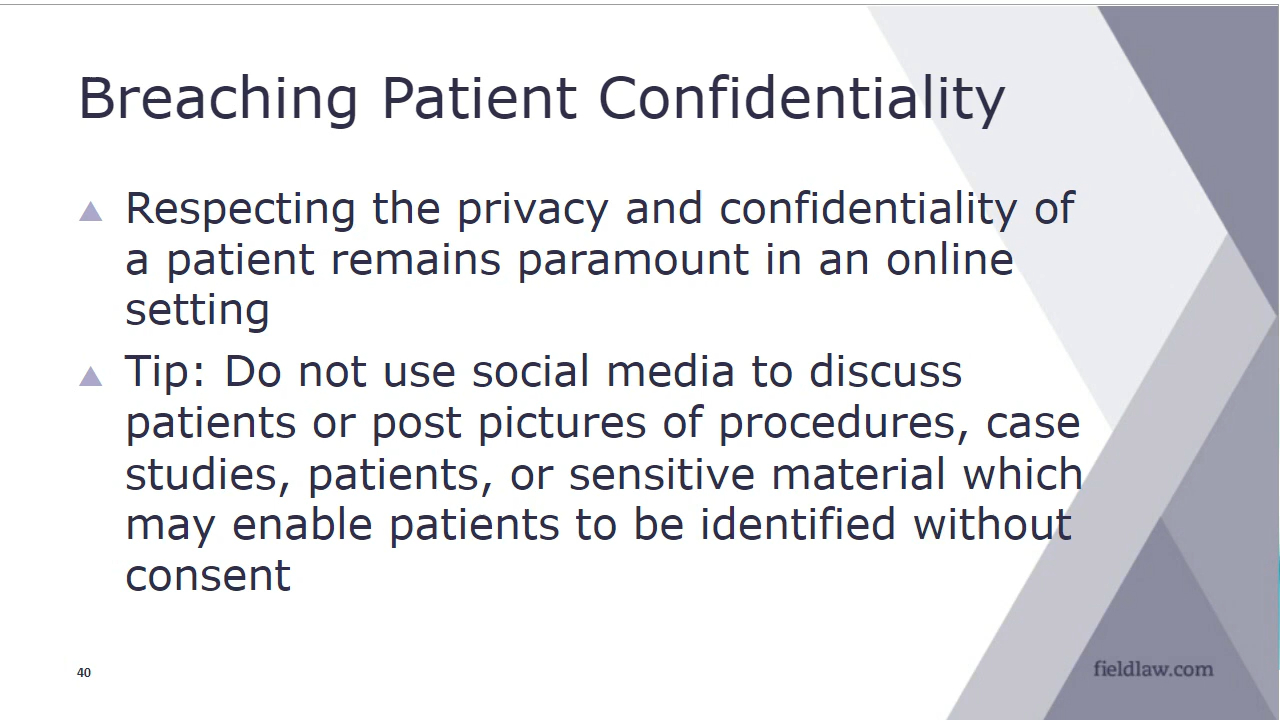 Breaching Patient Confidentiality
Respecting the privacy and confidentiality of
a patient remains paramount in an online
setting
Tip: Do not use social media to discuss
patients or post pictures of procedures, case
studies, patients, or sensitive material which
may enable patients to be identified without
consent
40
fieldlaw.com